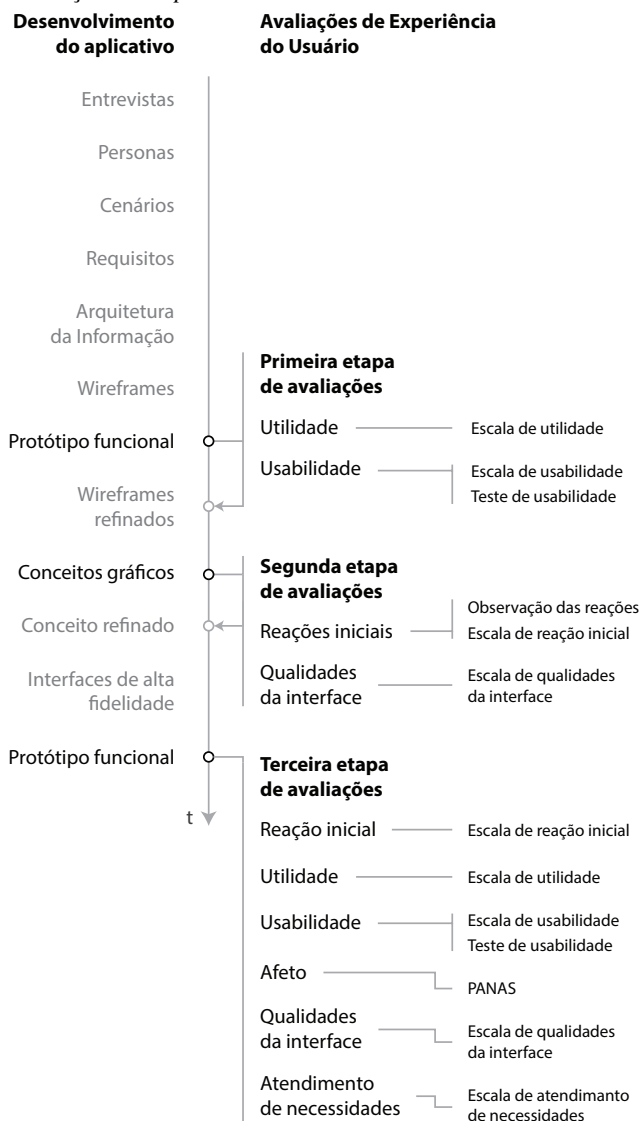 Desenvolvimento
do aplicativo
Avaliações de Experiência
do Usuário
Entrevistas
Personas
Cenários
Requisitos
Arquitetura
da Informação
Wireframes
Protótipo funcional
Wireframes
refinados
Conceitos gráficos
Conceito refinado
Interfaces de alta
fidelidade
Protótipo funcional
t
Primeira etapa
de avaliações
Utilidade
Escala de utilidade
Usabilidade
Escala de usabilidade
Teste de usabilidade
Segunda etapa
de avaliações
Reações iniciais
Observação das reações
Escala de reação inicial
Qualidades
da interface
Escala de qualidades
da interface
Terceira etapa
de avaliações
Reação inicial
Escala de reação inicial
Utilidade
Escala de utilidade
Usabilidade
Escala de usabilidade
Teste de usabilidade
Afeto
PANAS
Qualidades
da interface
Escala de qualidades
da interface
Atendimento
de necessidades
Escala de atendimanto
de necessidades